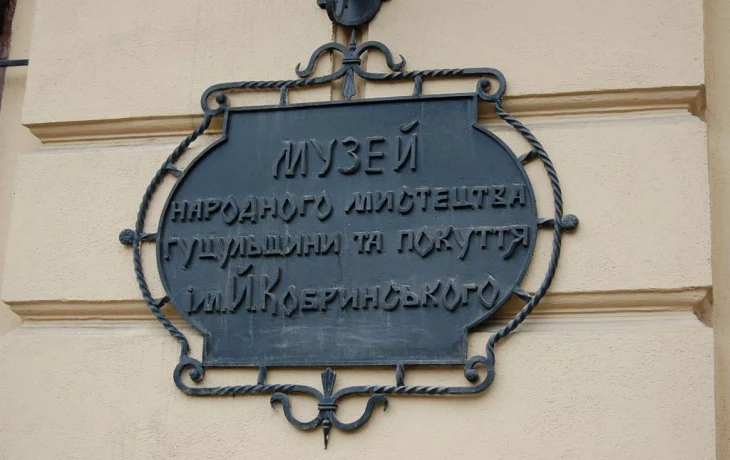 МУЗЕЙ
НАРОДНОГО МИСТЕЦТВА
ГУЦУЛЬЩИНИ ТА ПОКУТТЯ
ім. Й.КОБРИНСЬКОГО